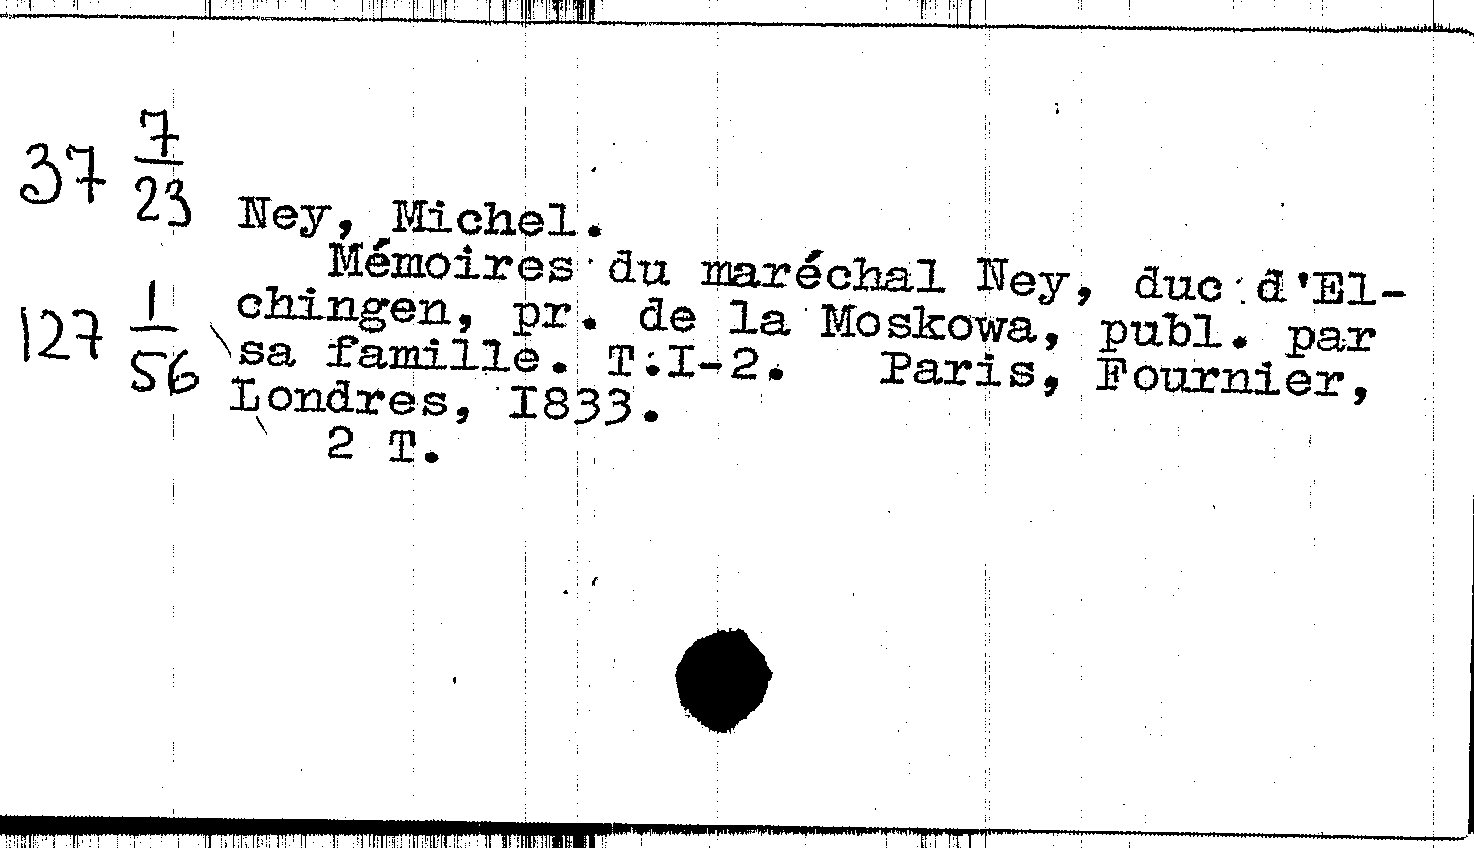 37 7/23
Ney, Michel.
Mémoires du maréchal Ney, duc d'El-
127 1/56
chingen, pr. de la Moskowa, publ. par
sa famille. T.I-2. Paris, Fournier,
Londres, I833.
2 T.